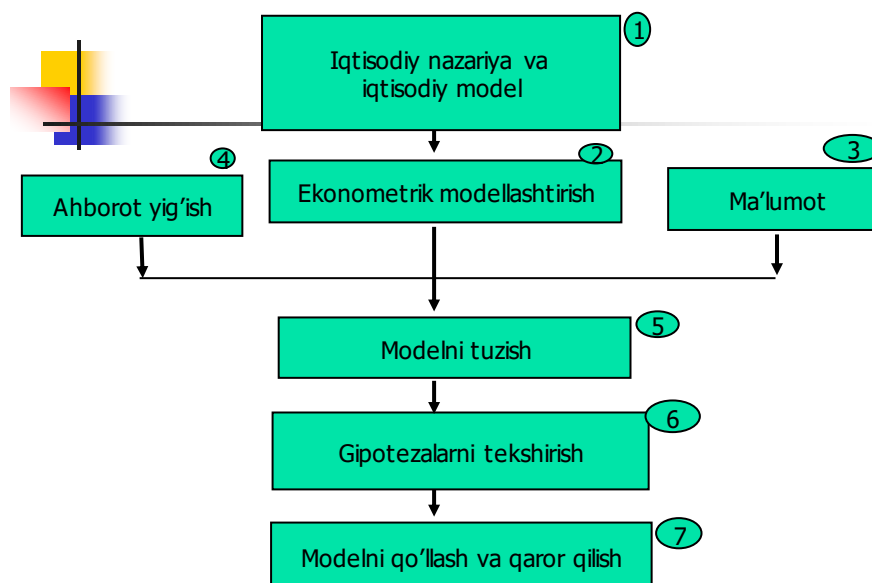 1
Iqtisodiy nazariya va
iqtisodiy model
4
Ahborot yig’ish
2
Ekonometrik modellashtirish
3
Ma’lumot
5
Modelni tuzish
6
Gipotezalarni tekshirish
7
Modelni qo’llash va qaror qilish